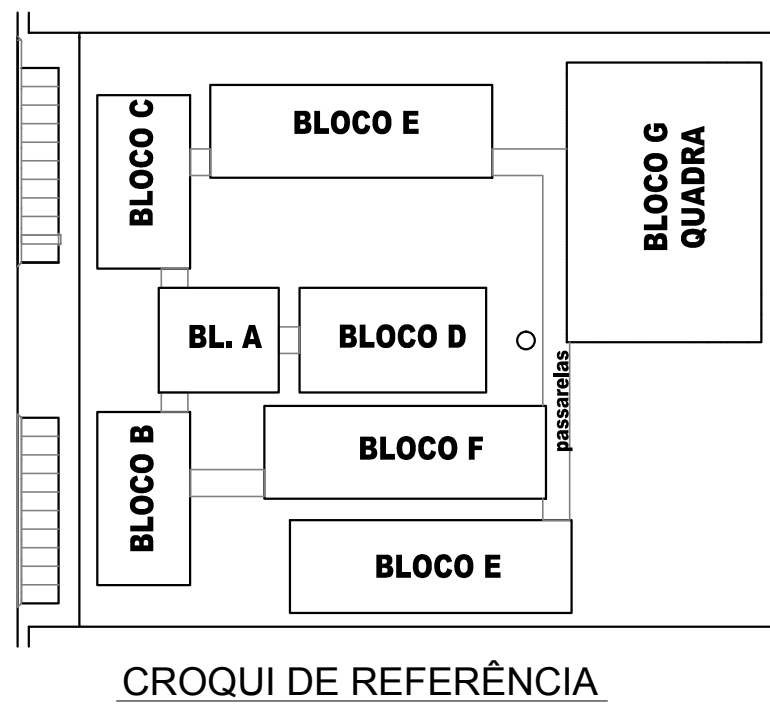 BLOCO C
BLOCO E
BLOCO G
QUADRA
BL. A
BLOCO D
passarelas
BLOCO B
BLOCO F
BLOCO E
CROQUI DE REFERÊNCIA